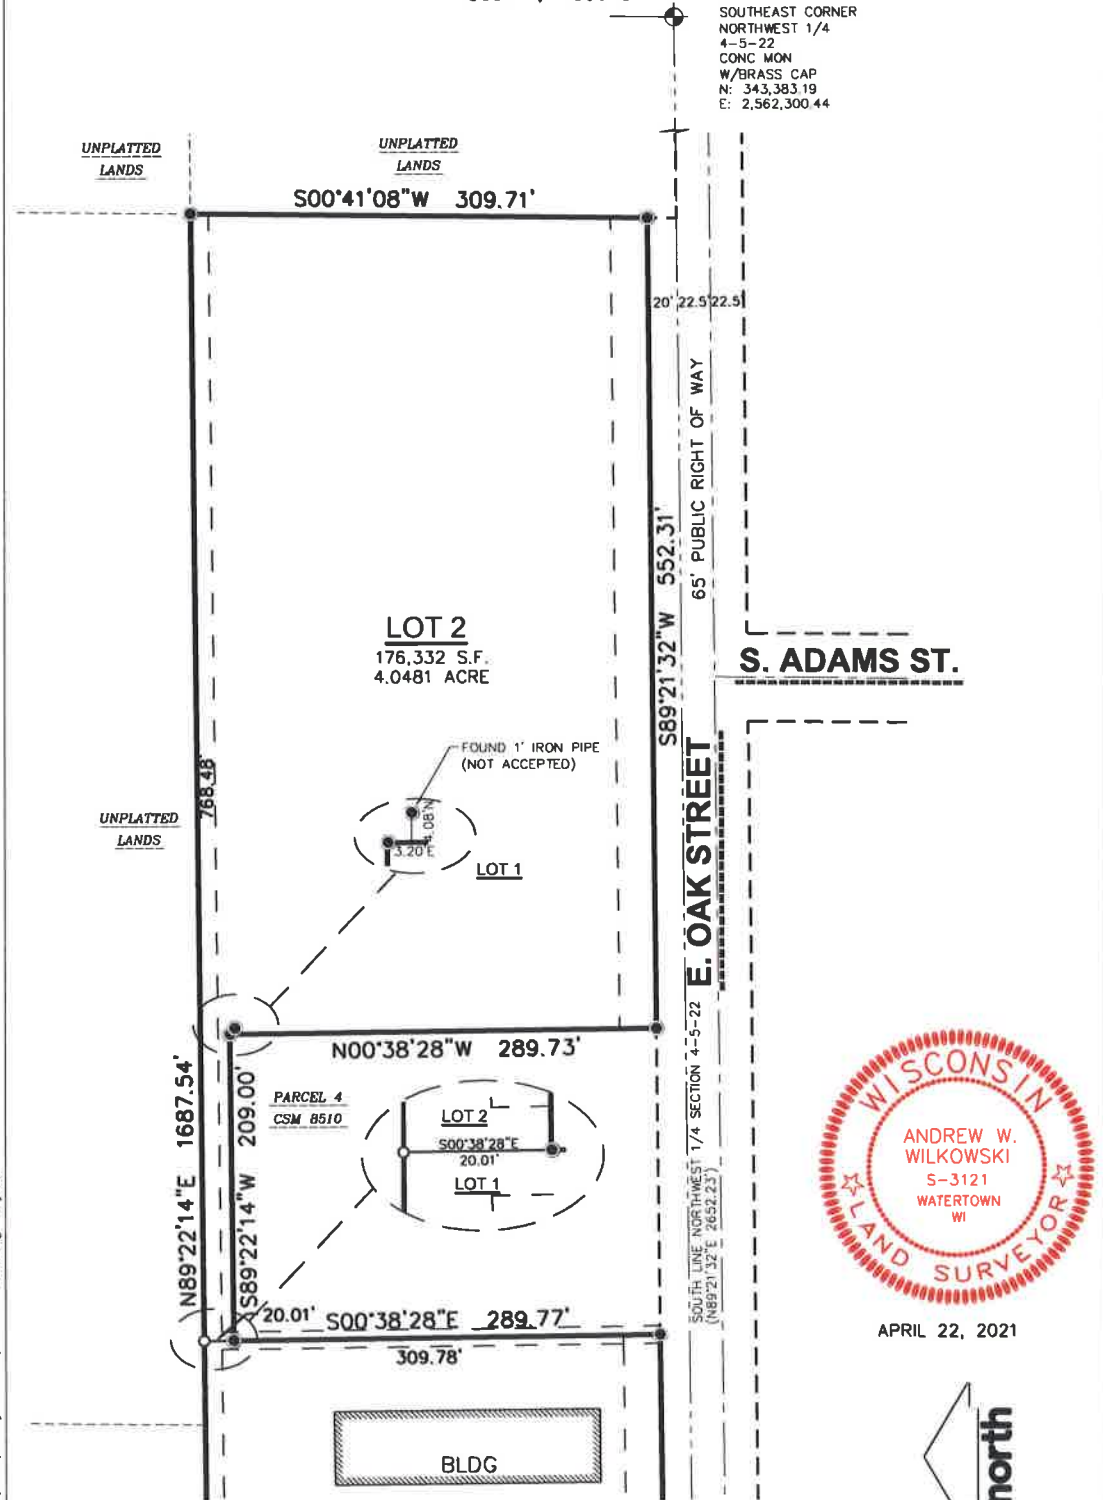 SOUTHEAST CORNER
NORTHWEST 1/4
4-5-22
CONC MON
W/BRASS CAP
N: 343,383.19
E: 2,562,300.44
UNPLATTED
LANDS
UNPLATTED
LANDS
S00°41'08"W 309.71'
20' 22.5' 22.5'
65' PUBLIC RIGHT OF WAY
S89°21'32"W 552.31'
LOT 2
176,332 S.F.
4.0481 ACRE
S. ADAMS ST.
FOUND 1" IRON PIPE
(NOT ACCEPTED)
4.08'N
3.20'E
LOT 1
768.48'
UNPLATTED
LANDS
E. OAK STREET
N00°38'28"W 289.73'
N89°22'14"E 1687.54'
S89°22'14"W 209.00'
PARCEL 4
CSM 8510
LOT 2
S00°38'28"E
20.01'
LOT 1
SOUTH LINE NORTHWEST 1/4 SECTION 4-5-22
(N89°21'32"E 2652.23')
20.01' S00°38'28"E 289.77'
309.78'
BLDG
WISCONSIN
ANDREW W.
WILKOWSKI
S-3121
WATERTOWN
WI
LAND SURVEYOR
APRIL 22, 2021
north